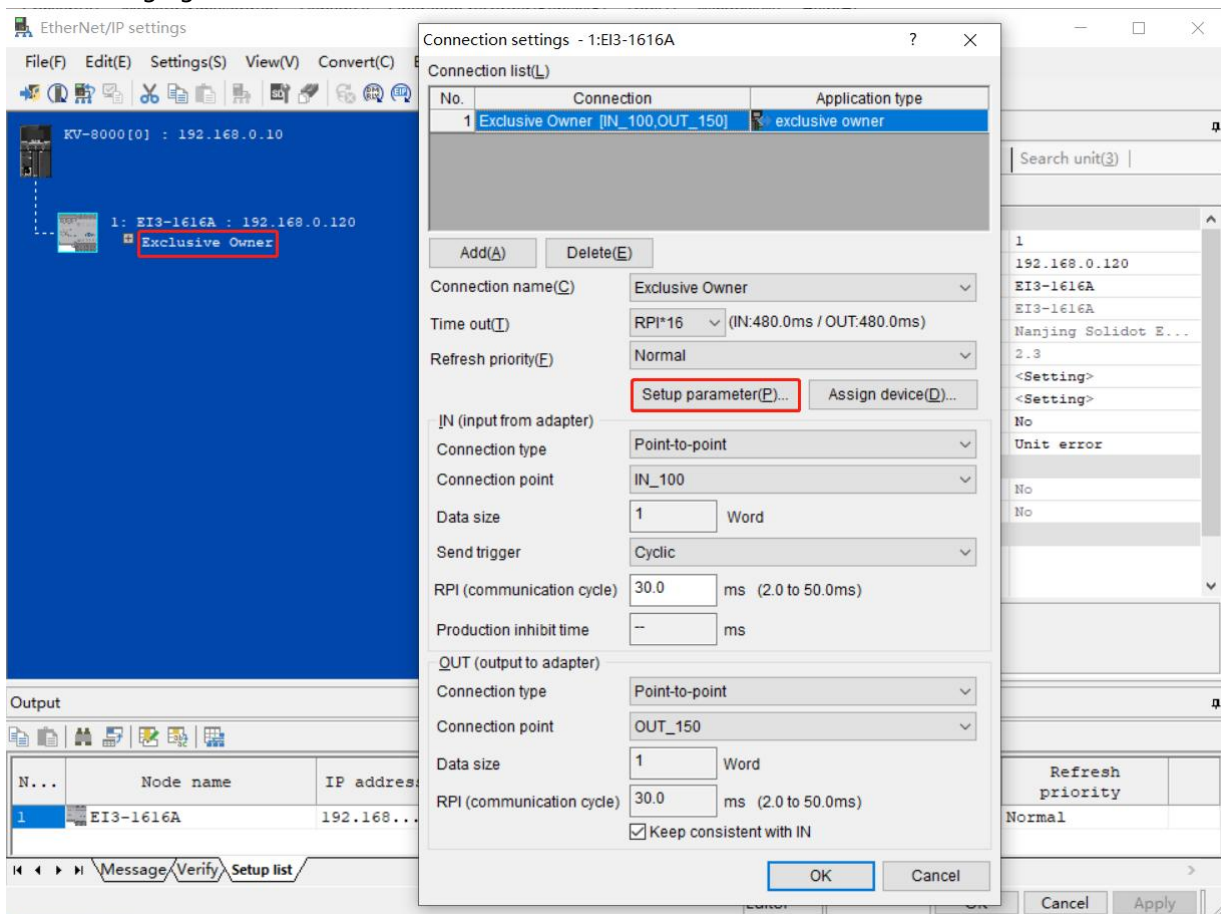 EtherNet/IP settings
File(F) Edit(E) Settings(S) View(V) Convert(C)
KV-8000[0] : 192.168.0.10
1: EI3-1616A : 192.168.0.120
Exclusive Owner
Connection settings - 1:EI3-1616A
? ×
Connection list(L)
No. Connection Application type
1 Exclusive Owner [IN_100,OUT_150] exclusive owner
Add(A) Delete(E)
Connection name(C) Exclusive Owner
Time out(T) RPI*16 (IN:480.0ms / OUT:480.0ms)
Refresh priority(F) Normal
Setup parameter(P)... Assign device(D)...
IN (input from adapter)
Connection type Point-to-point
Connection point IN_100
Data size 1 Word
Send trigger Cyclic
RPI (communication cycle) 30.0 ms (2.0 to 50.0ms)
Production inhibit time -- ms
OUT (output to adapter)
Connection type Point-to-point
Connection point OUT_150
Data size 1 Word
RPI (communication cycle) 30.0 ms (2.0 to 50.0ms)
Keep consistent with IN
OK Cancel
Search unit(3)
1
192.168.0.120
EI3-1616A
EI3-1616A
Nanjing Solidot E...
2.3
<Setting>
<Setting>
No
Unit error
No
No
Output
N... Node name IP address Refresh priority
1 EI3-1616A 192.168... Normal
Message Verify Setup list
Cancel Apply